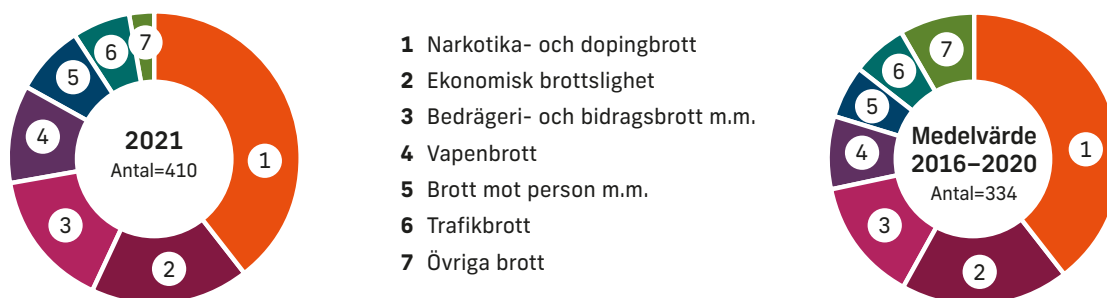 1
2
3
4
5
6
7
2021
Antal=410
1 Narkotika- och dopingbrott
2 Ekonomisk brottslighet
3 Bedrägeri- och bidragsbrott m.m.
4 Vapenbrott
5 Brott mot person m.m.
6 Trafikbrott
7 Övriga brott
1
2
3
4
5
6
7
Medelvärde
2016–2020
Antal=334